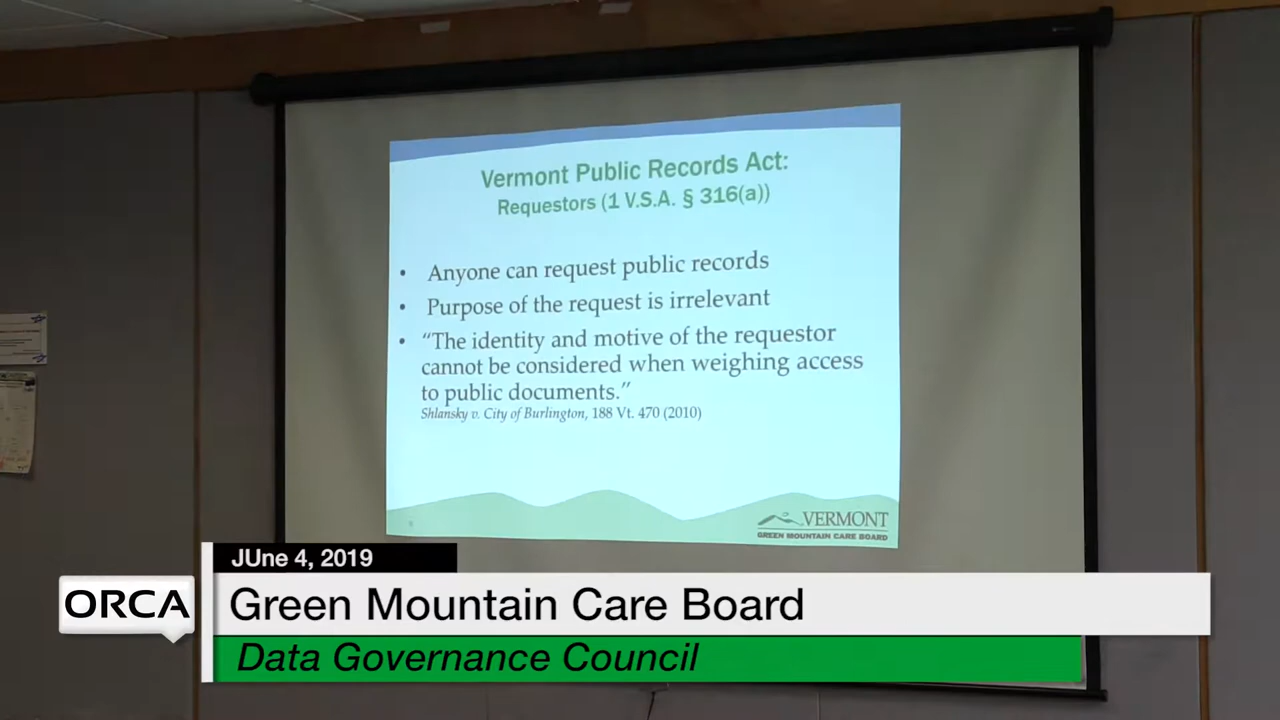 Vermont Public Records Act:
Requestors (1 V.S.A. § 316(a))
• Anyone can request public records
• Purpose of the request is irrelevant
• “The identity and motive of the requestor
cannot be considered when weighing access
to public documents.”
Shlansky v. City of Burlington, 188 Vt. 470 (2010)
VERMONT
GREEN MOUNTAIN CARE BOARD
JUne 4, 2019
ORCA
Green Mountain Care Board
Data Governance Council